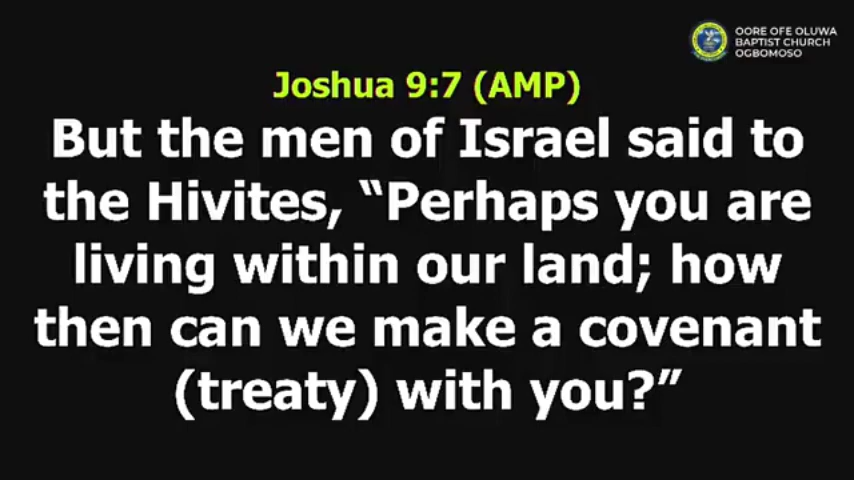 OORE OFE OLUWA
BAPTIST CHURCH
OGBOMOSO
Joshua 9:7 (AMP)
But the men of Israel said to
the Hivites, “Perhaps you are
living within our land; how
then can we make a covenant
(treaty) with you?”